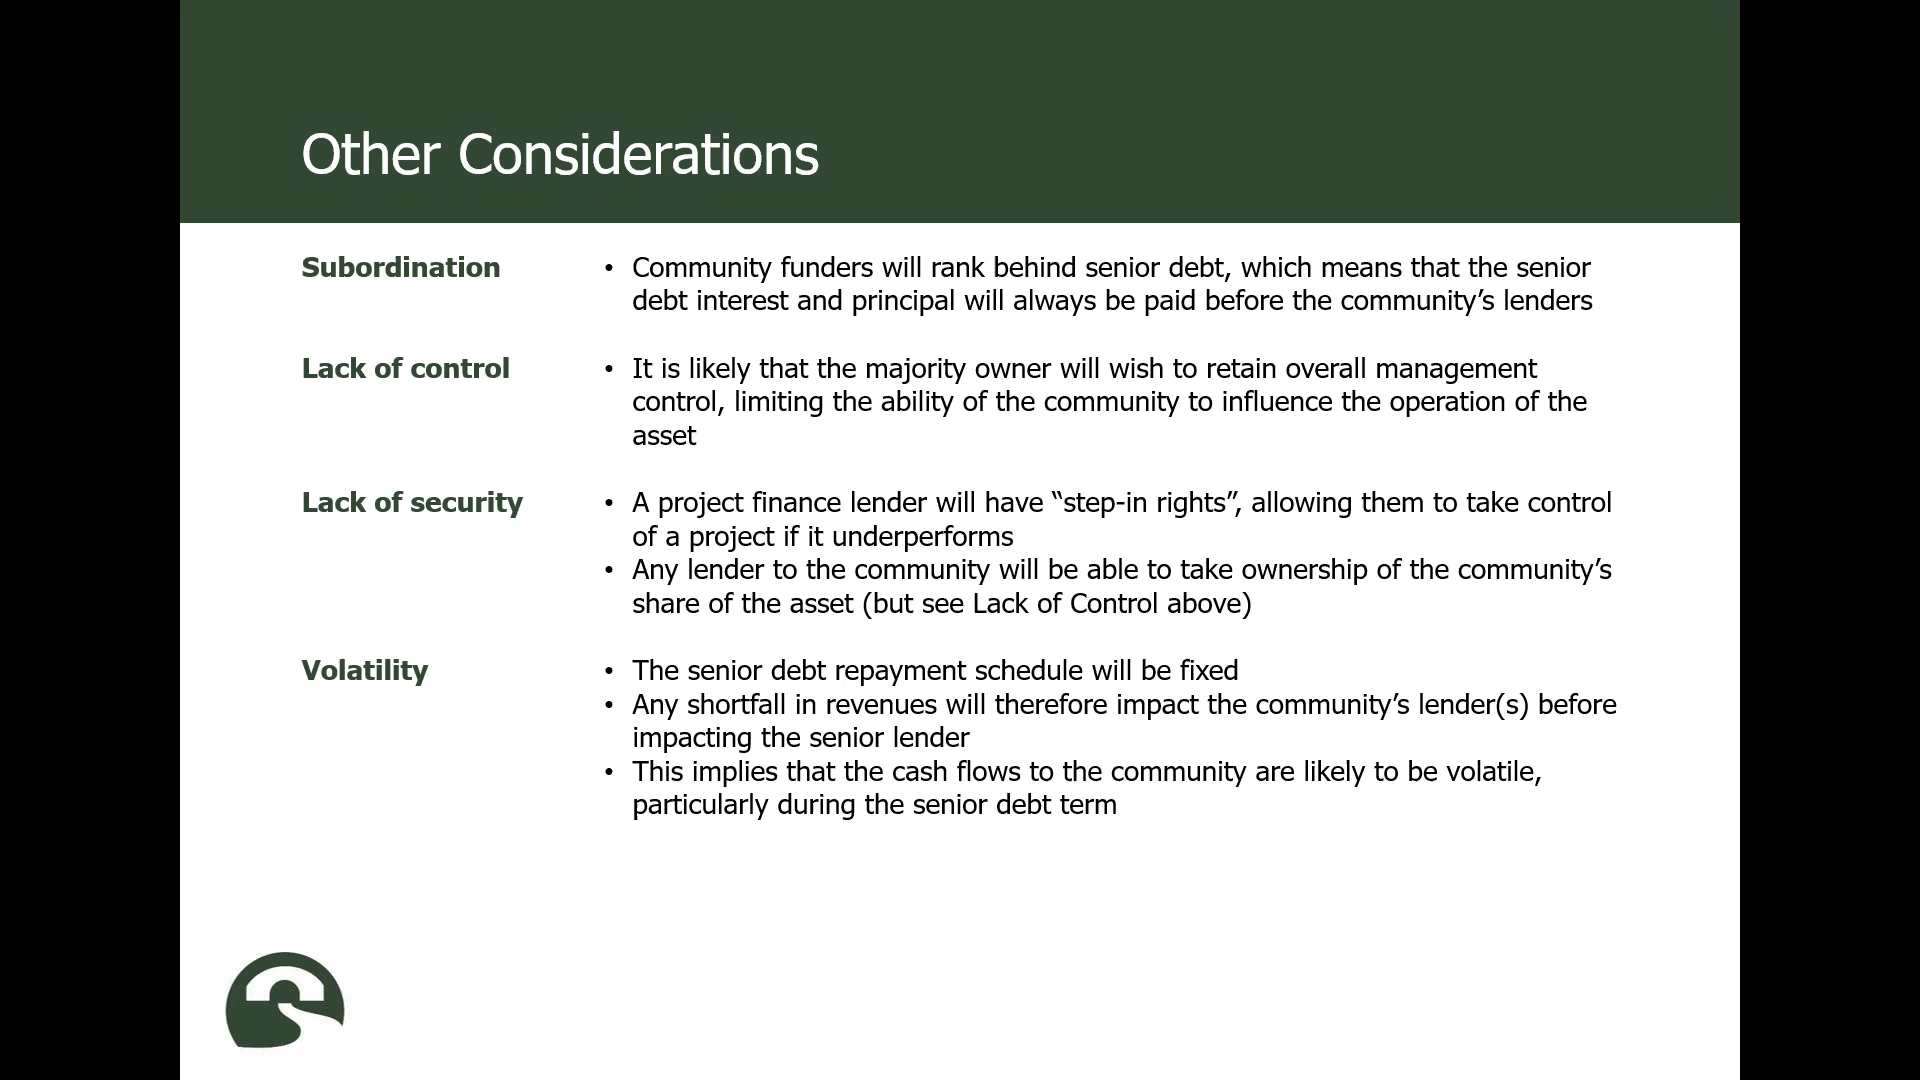 Other Considerations
Subordination
• Community funders will rank behind senior debt, which means that the senior
debt interest and principal will always be paid before the community’s lenders
Lack of control
• It is likely that the majority owner will wish to retain overall management
control, limiting the ability of the community to influence the operation of the
asset
Lack of security
• A project finance lender will have “step-in rights”, allowing them to take control
of a project if it underperforms
• Any lender to the community will be able to take ownership of the community’s
share of the asset (but see Lack of Control above)
Volatility
• The senior debt repayment schedule will be fixed
• Any shortfall in revenues will therefore impact the community’s lender(s) before
impacting the senior lender
• This implies that the cash flows to the community are likely to be volatile,
particularly during the senior debt term